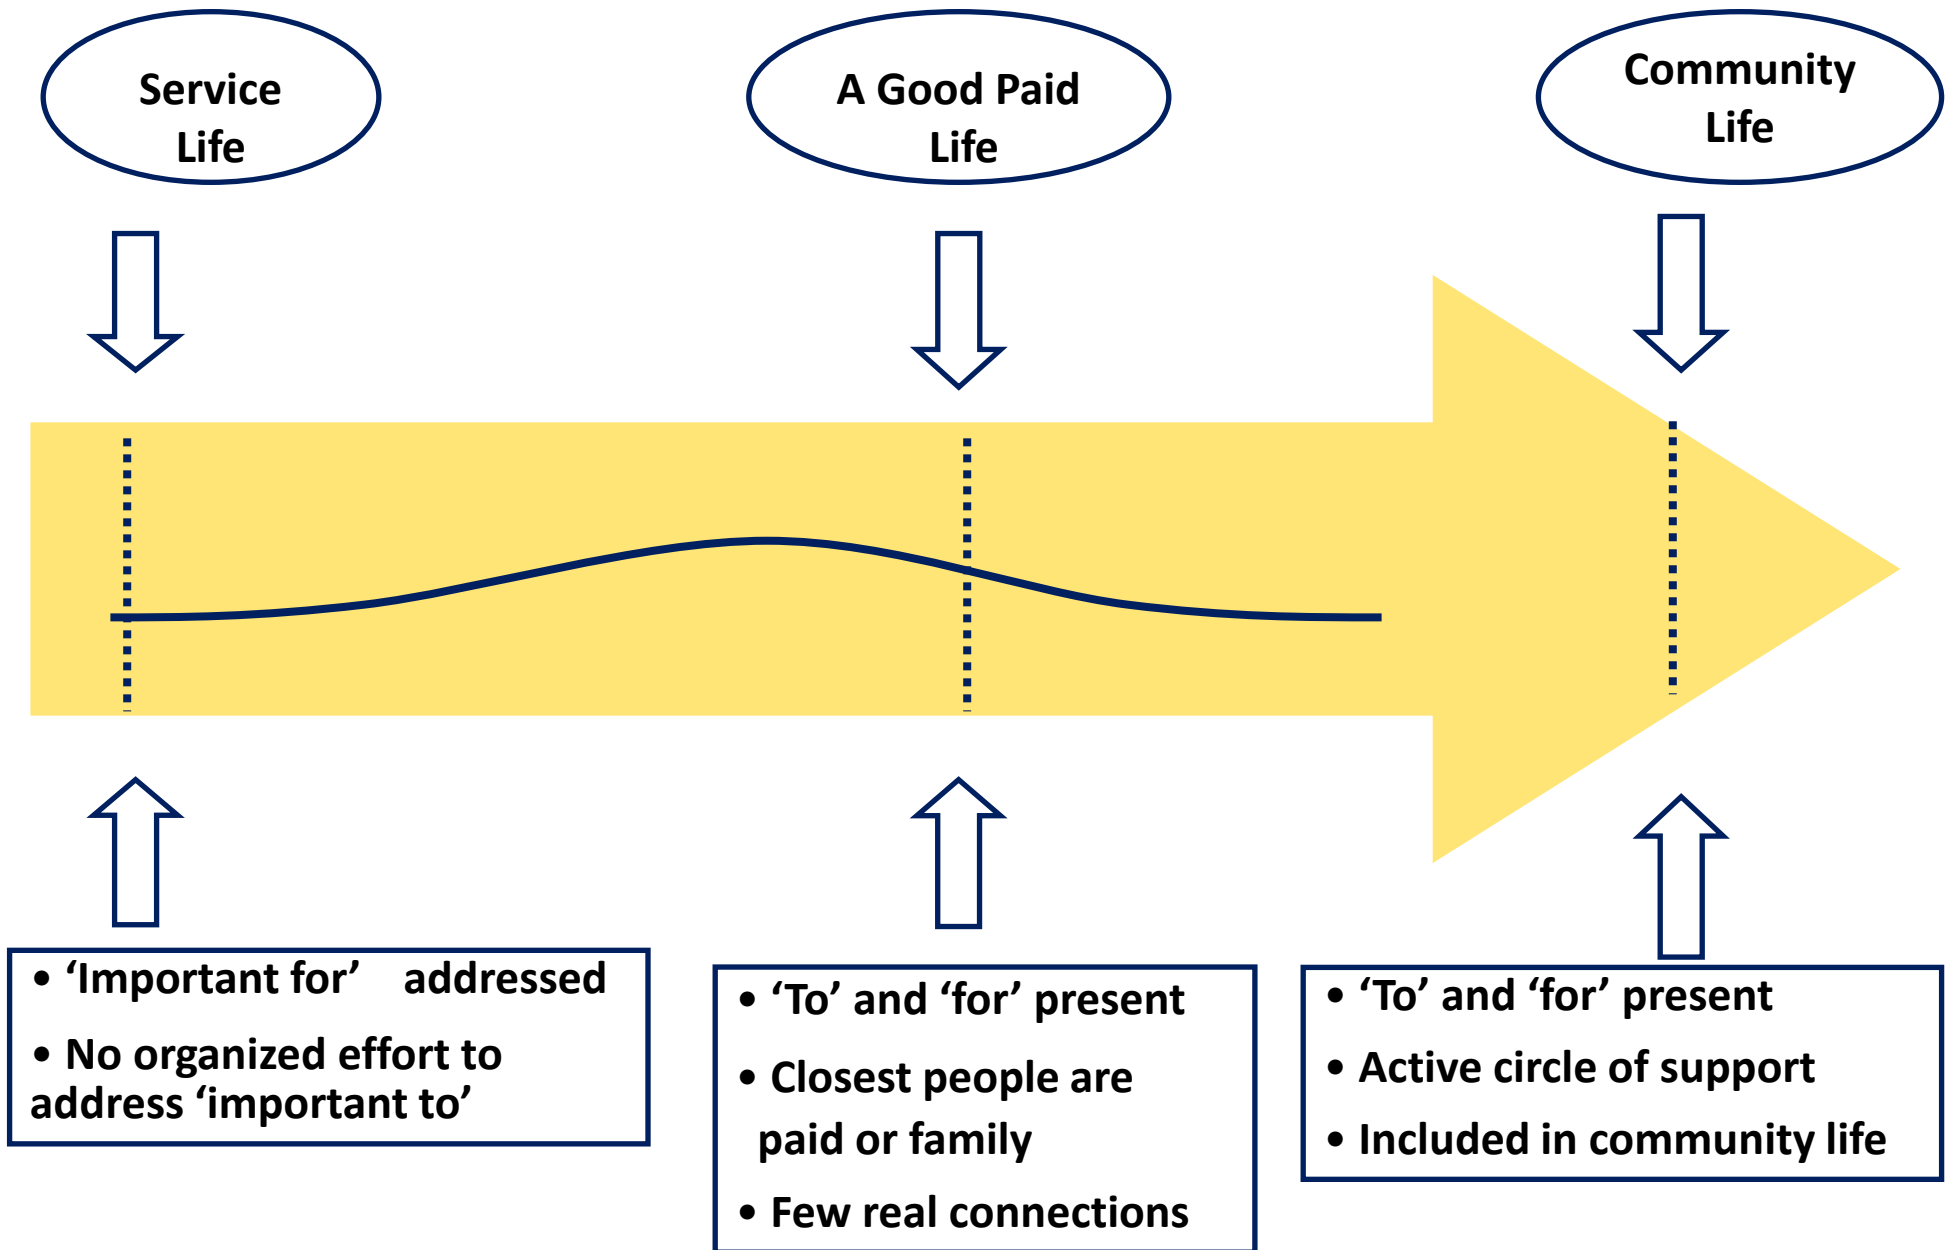 Service
Life
A Good Paid
Life
Community
Life
• ‘Important for’ addressed
• No organized effort to
address ‘important to’
• ‘To’ and ‘for’ present
• Closest people are
paid or family
• Few real connections
• ‘To’ and ‘for’ present
• Active circle of support
• Included in community life